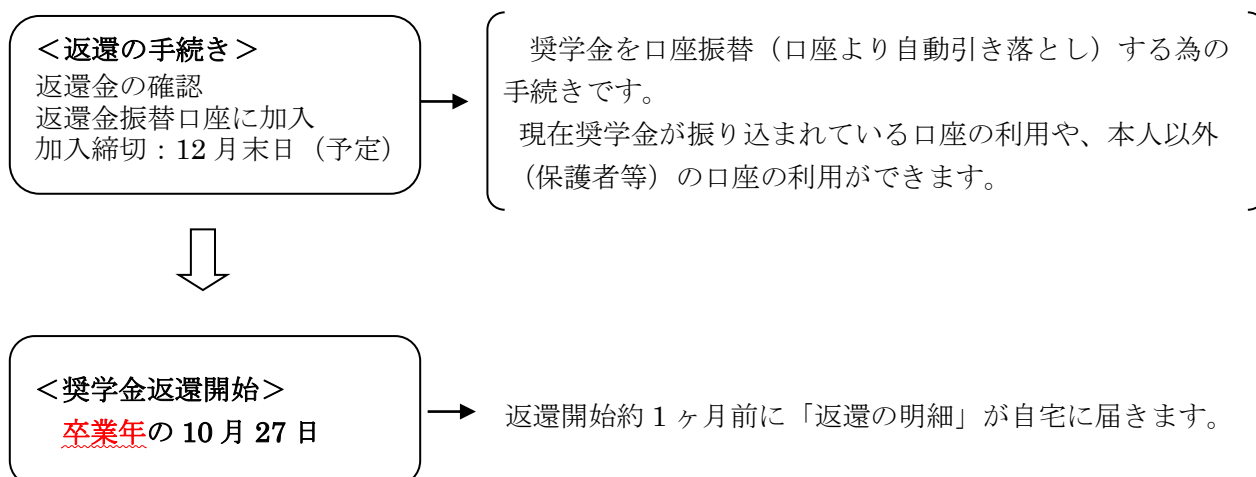 ＜返還の手続き＞
返還金の確認
返還金振替口座に加入
加入締切：12月末日（予定）
奨学金を口座振替（口座より自動引き落とし）する為の
手続きです。
現在奨学金が振り込まれている口座の利用や、本人以外
（保護者等）の口座の利用ができます。
＜奨学金返還開始＞
卒業年の 10 月 27 日
返還開始約 1 ヶ月前に「返還の明細」が自宅に届きます。